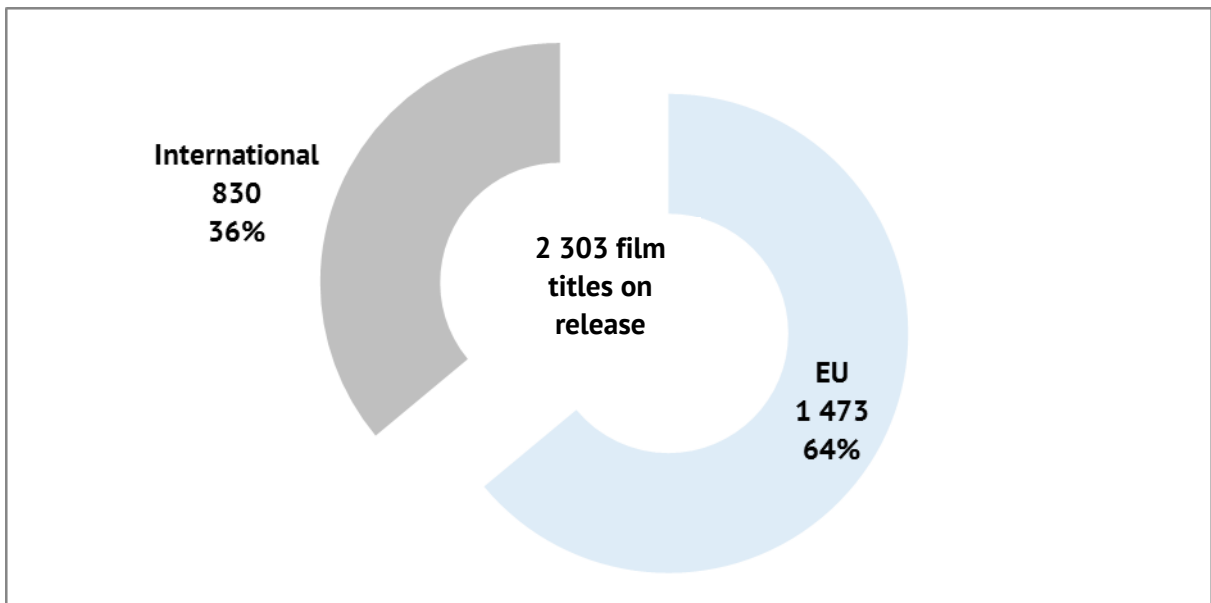 International
830
36%
2 303 film
titles on
release
EU
1 473
64%